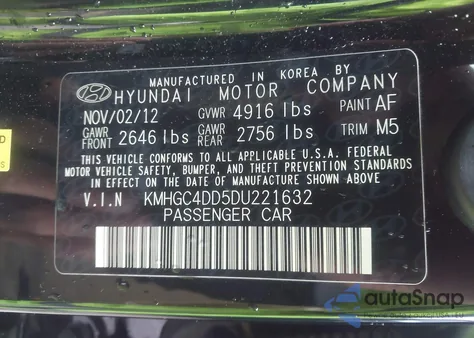 MANUFACTURED IN KOREA BY
HYUNDAI MOTOR COMPANY
NOV/02/12 GVWR 4916 lbs PAINT AF
GAWR FRONT 2646 lbs GAWR REAR 2756 lbs TRIM M5
THIS VEHICLE CONFORMS TO ALL APPLICABLE U.S.A. FEDERAL
MOTOR VEHICLE SAFETY, BUMPER, AND THEFT PREVENTION STANDARDS
IN EFFECT ON THE DATE OF MANUFACTURE SHOWN ABOVE.
V.I.N KMHGC4DD5DU221632
PASSENGER CAR
autoSnap